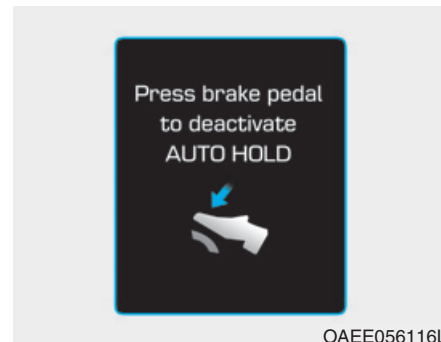 Press brake pedal
to deactivate
AUTO HOLD
OAEE056116L